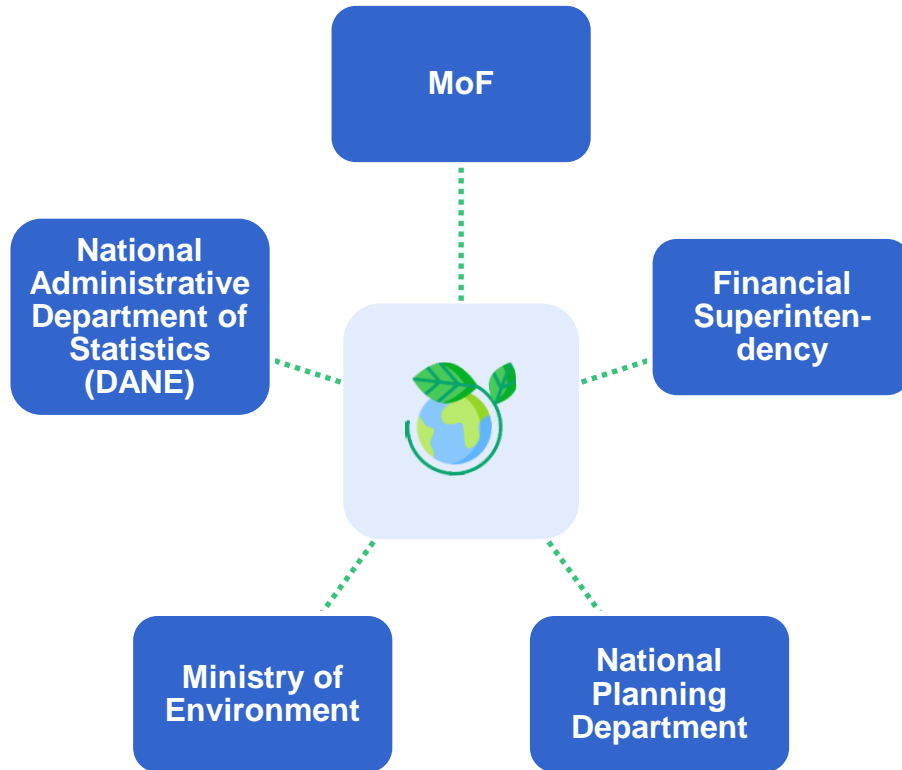 MoF
National
Administrative
Department of
Statistics
(DANE)
Financial
Superinten-
dency
Ministry of
Environment
National
Planning
Department